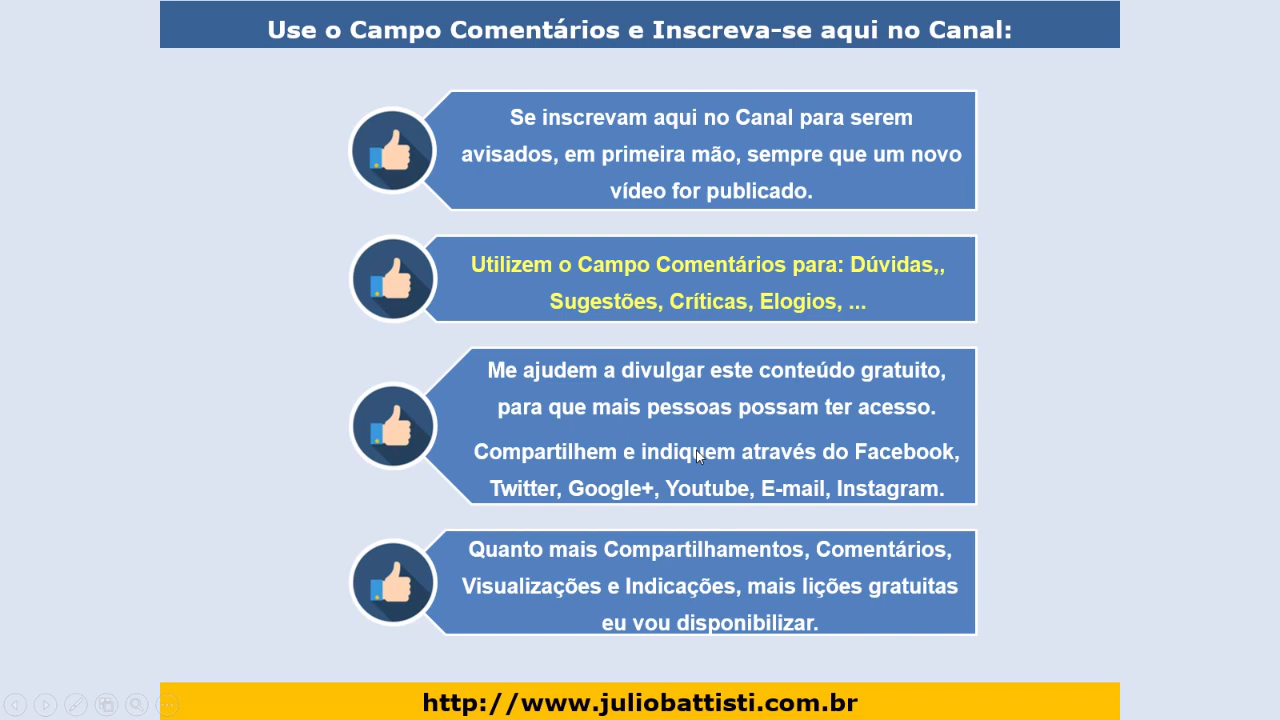 Use o Campo Comentários e Inscreva-se aqui no Canal:
Se inscrevam aqui no Canal para serem
avisados, em primeira mão, sempre que um novo
vídeo for publicado.
Utilizem o Campo Comentários para: Dúvidas,,
Sugestões, Críticas, Elogios, ...
Me ajudem a divulgar este conteúdo gratuito,
para que mais pessoas possam ter acesso.
Compartilhem e indiquem através do Facebook,
Twitter, Google+, Youtube, E-mail, Instagram.
Quanto mais Compartilhamentos, Comentários,
Visualizações e Indicações, mais lições gratuitas
eu vou disponibilizar.
http://www.juliobattisti.com.br